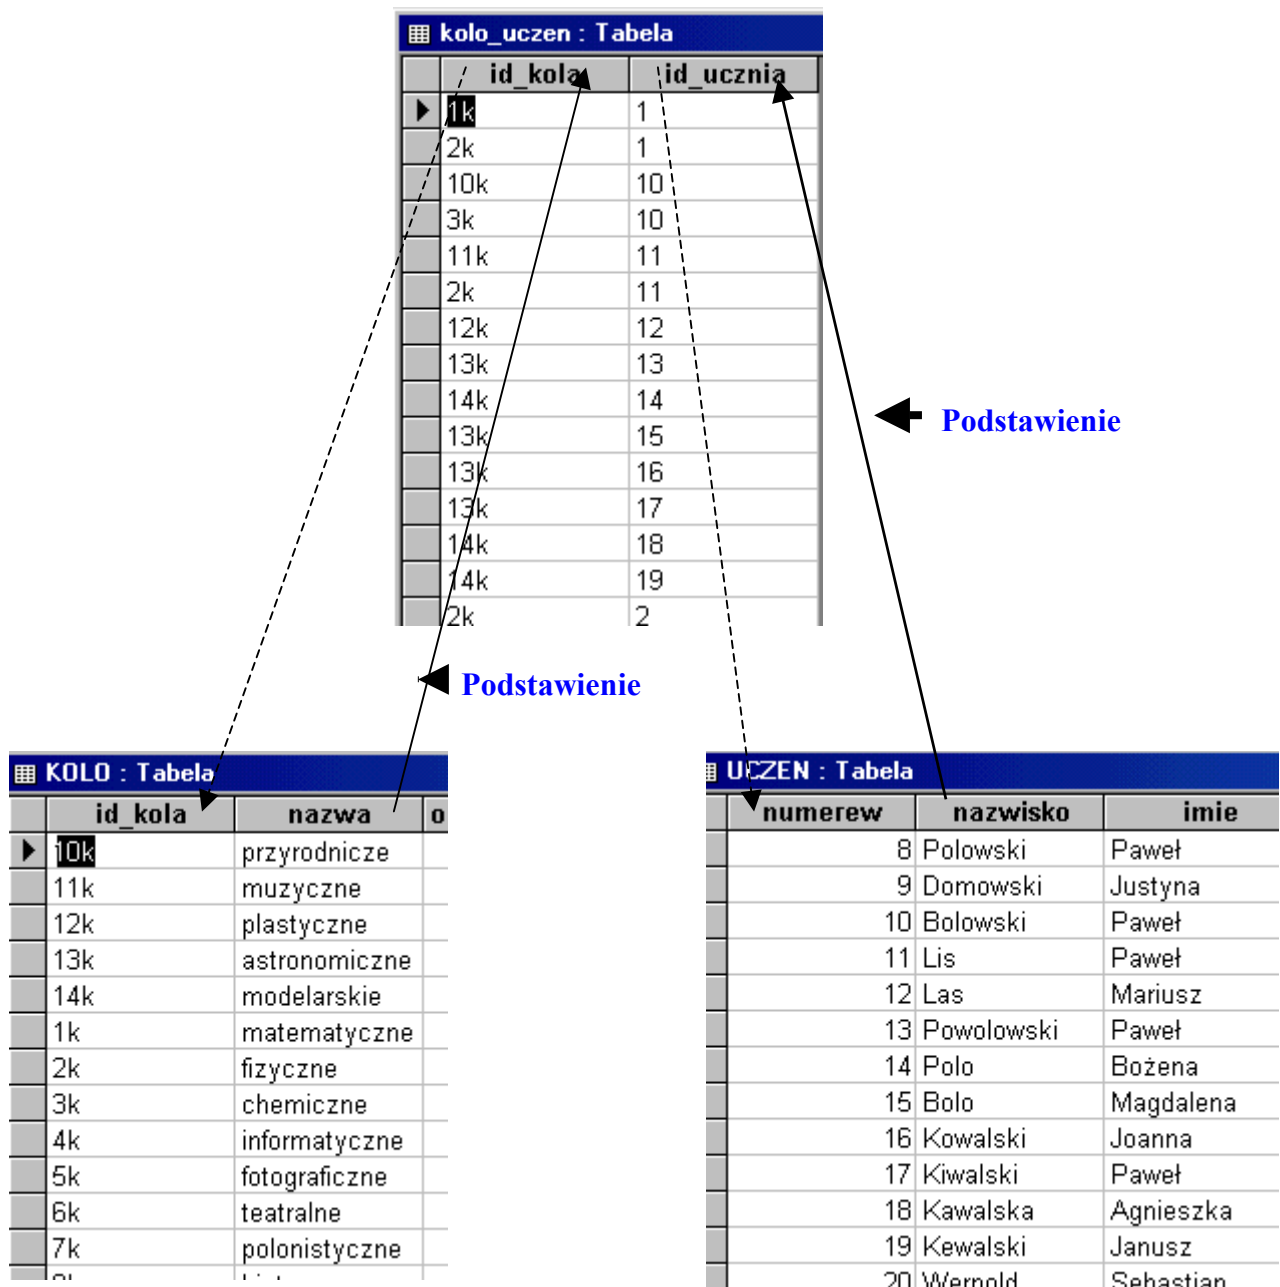 kolo_uczen : Tabela
id_kola id_ucznia
1k 1
2k 1
10k 10
3k 10
11k 11
2k 11
12k 12
13k 13
14k 14
13k 15
13k 16
13k 17
14k 18
14k 19
2k 2
Podstawienie
Podstawienie
KOLO : Tabela
id_kola nazwa o
10k przyrodnicze
11k muzyczne
12k plastyczne
13k astronomiczne
14k modelarskie
1k matematyczne
2k fizyczne
3k chemiczne
4k informatyczne
5k fotograficzne
6k teatralne
7k polonistyczne
UCZEN : Tabela
numerew nazwisko imie
8 Polowski Paweł
9 Domowski Justyna
10 Bolowski Paweł
11 Lis Paweł
12 Las Mariusz
13 Powolowski Paweł
14 Polo Bożena
15 Bolo Magdalena
16 Kowalski Joanna
17 Kiwalski Paweł
18 Kawalska Agnieszka
19 Kewalski Janusz
20 Wernold Sebastian